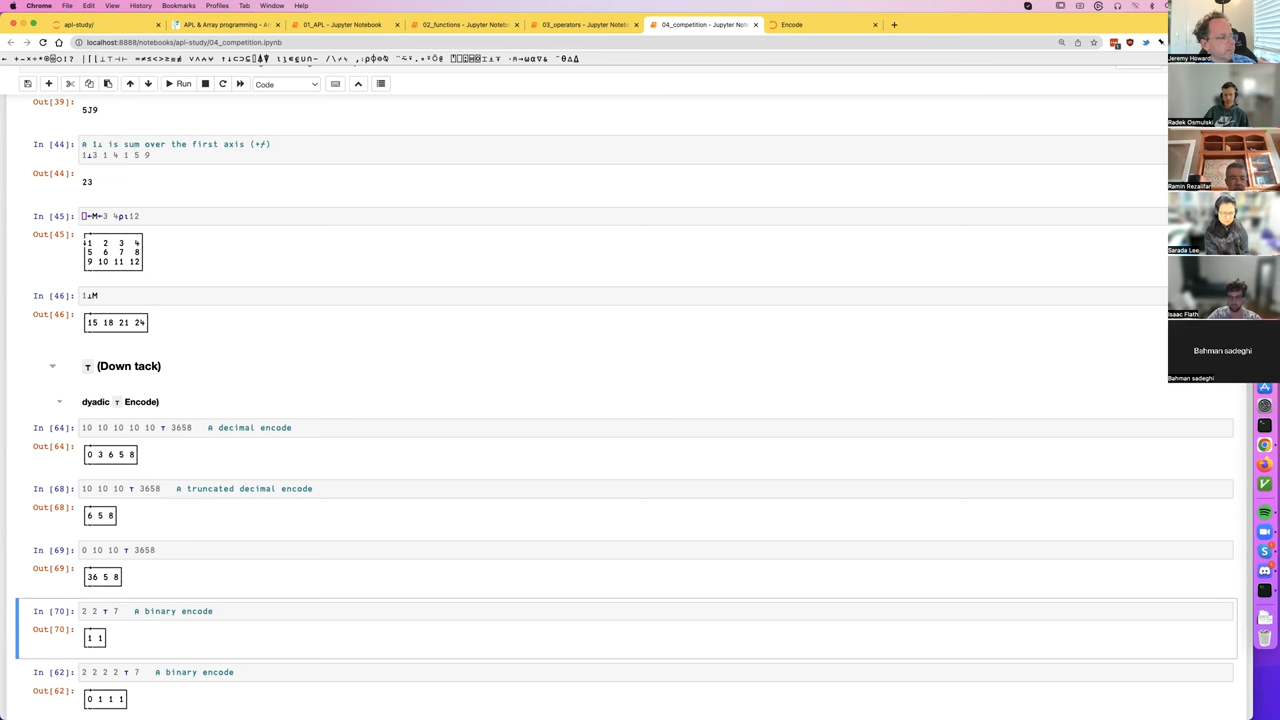 Chrome File Edit View History Bookmarks Profiles Tab Window Help
apl-study/
APL & Array programming - A
01_APL - Jupyter Notebook
02_functions - Jupyter Noteb
03_operators - Jupyter Noteb
04_competition - Jupyter Not
Encode
localhost:8888/notebooks/apl-study/04_competition.ipynb
Run
Code
Out[39]:
5J9
In [44]: ⍝ 1⊥ is sum over the first axis (+⌿)
1⊥3 1 4 1 5 9
Out[44]:
23
In [45]: ⎕←M←3 4⍴⍳12
Out[45]:
1 2 3 4
5 6 7 8
9 10 11 12
In [46]: 1⊥M
Out[46]:
15 18 21 24
⊤ (Down tack)
dyadic ⊤ Encode)
In [64]: 10 10 10 10 10 ⊤ 3658 ⍝ decimal encode
Out[64]:
0 3 6 5 8
In [68]: 10 10 10 ⊤ 3658 ⍝ truncated decimal encode
Out[68]:
6 5 8
In [69]: 0 10 10 ⊤ 3658
Out[69]:
36 5 8
In [70]: 2 2 ⊤ 7 ⍝ binary encode
Out[70]:
1 1
In [62]: 2 2 2 2 ⊤ 7 ⍝ binary encode
Out[62]:
0 1 1 1
Jeremy Howard
Radek Osmulski
Ramin Rezaiifar
Sarada Lee
Isaac Flath
Bahman sadeghi
Bahman sadeghi